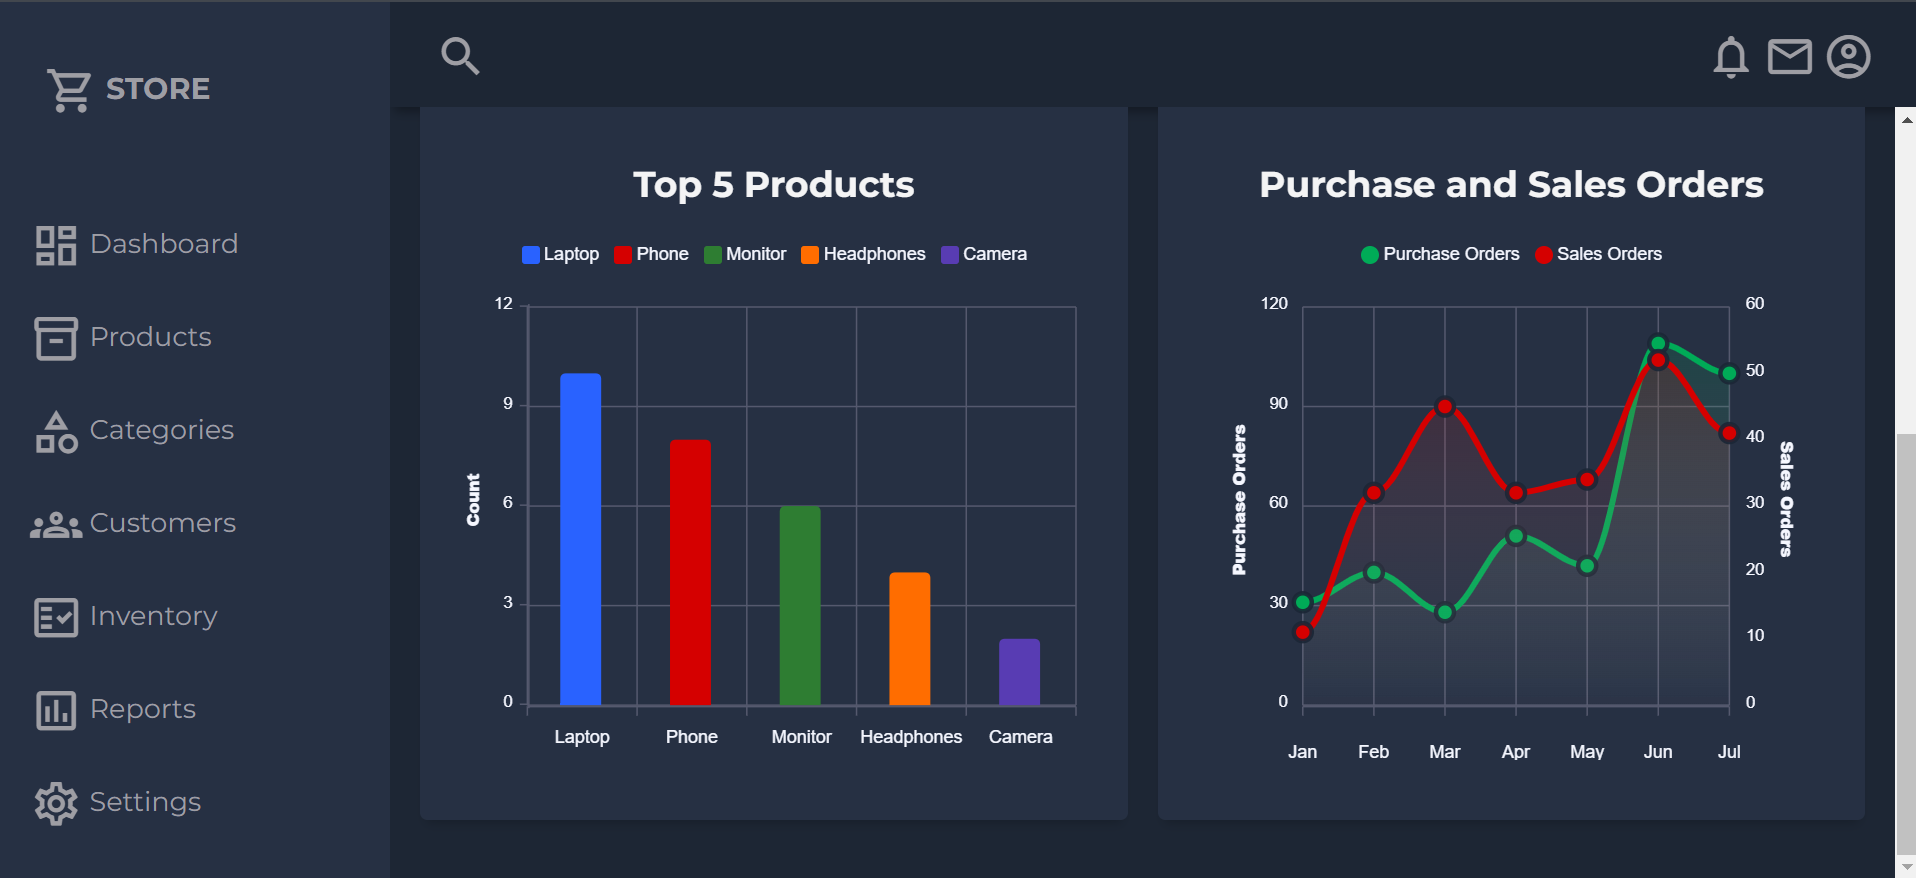 STORE
Dashboard
Products
Categories
Customers
Inventory
Reports
Settings
Top 5 Products
Laptop Phone Monitor Headphones Camera
12
9
6
3
0
Count
Laptop Phone Monitor Headphones Camera
Purchase and Sales Orders
Purchase Orders Sales Orders
120
90
60
30
0
Purchase Orders
60
50
40
30
20
10
0
Sales Orders
Jan Feb Mar Apr May Jun Jul